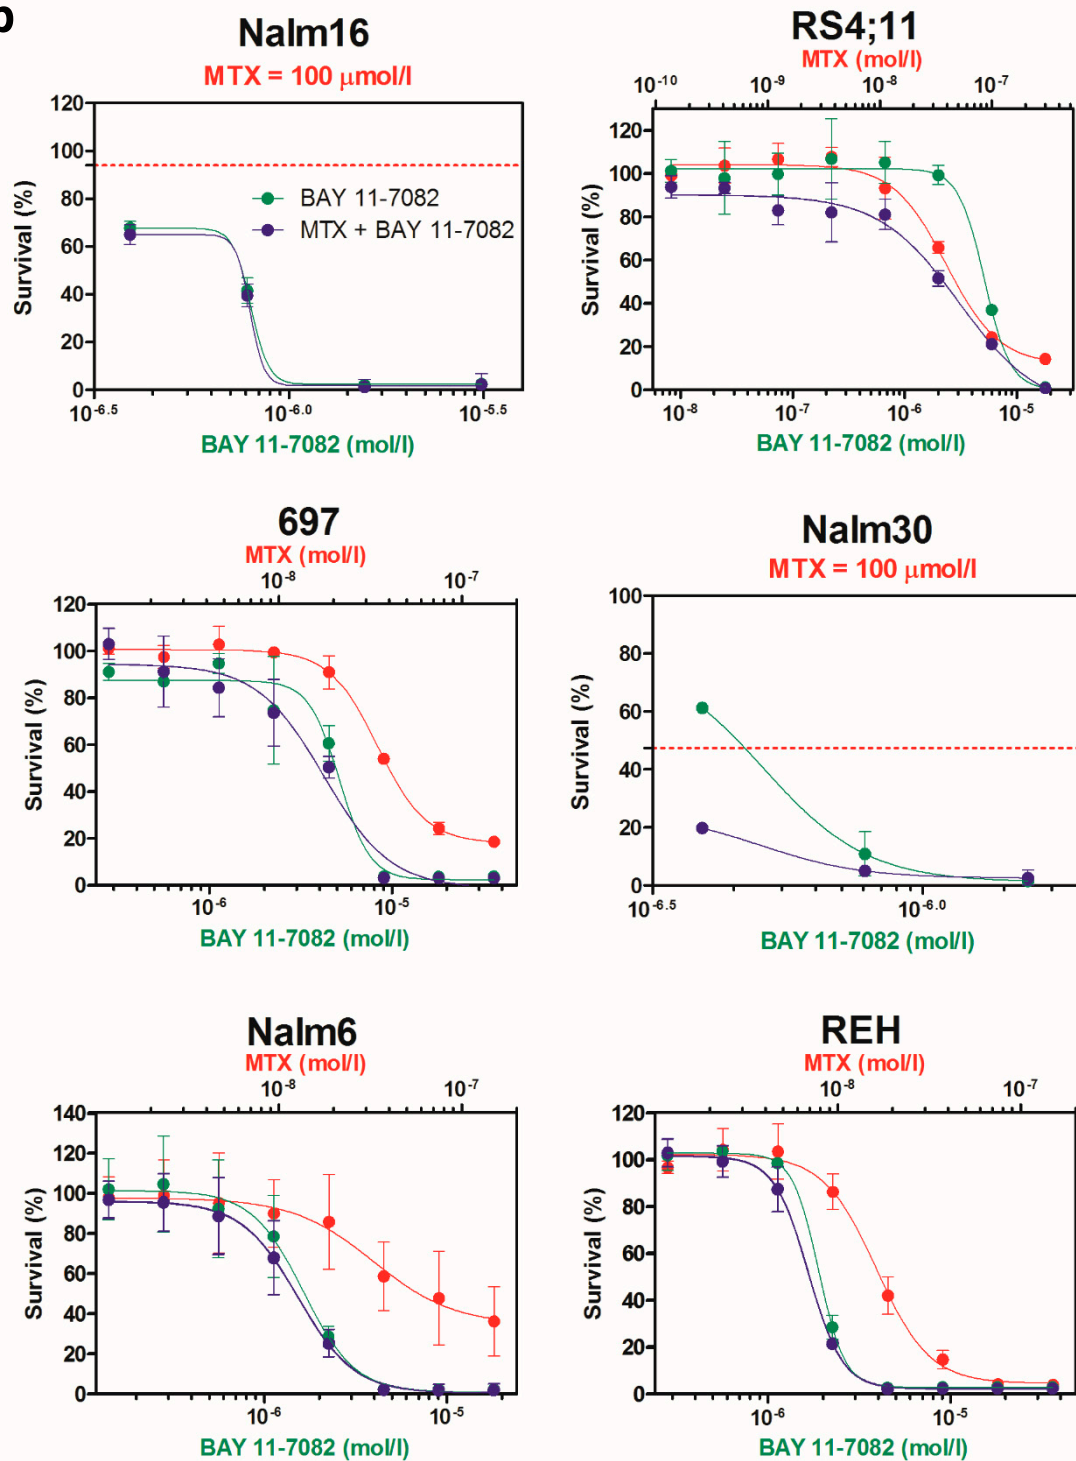 b
Nalm16
MTX = 100 μmol/l
120
100
80
60
40
20
0
Survival (%)
BAY 11-7082
MTX + BAY 11-7082
10-6.5
10-6.0
10-5.5
BAY 11-7082 (mol/l)
RS4;11
MTX (mol/l)
10-10
10-9
10-8
10-7
120
100
80
60
40
20
0
Survival (%)
10-8
10-7
10-6
10-5
BAY 11-7082 (mol/l)
697
MTX (mol/l)
10-8
10-7
120
100
80
60
40
20
0
Survival (%)
10-6
10-5
BAY 11-7082 (mol/l)
Nalm30
MTX = 100 μmol/l
100
80
60
40
20
0
Survival (%)
10-6.5
10-6.0
BAY 11-7082 (mol/l)
Nalm6
MTX (mol/l)
10-8
10-7
140
120
100
80
60
40
20
0
Survival (%)
10-6
10-5
BAY 11-7082 (mol/l)
REH
MTX (mol/l)
10-8
10-7
120
100
80
60
40
20
0
Survival (%)
10-6
10-5
BAY 11-7082 (mol/l)